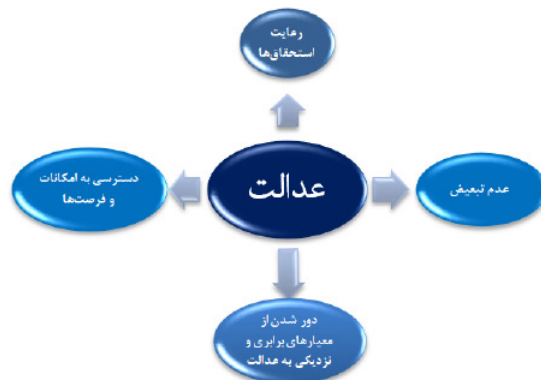 رعایت
استحقاق‌ها
عدالت
عدم تبعیض
دسترسی به امکانات
و فرصت‌ها
دور شدن از
معیارهای برابری و
نزدیکی به عدالت